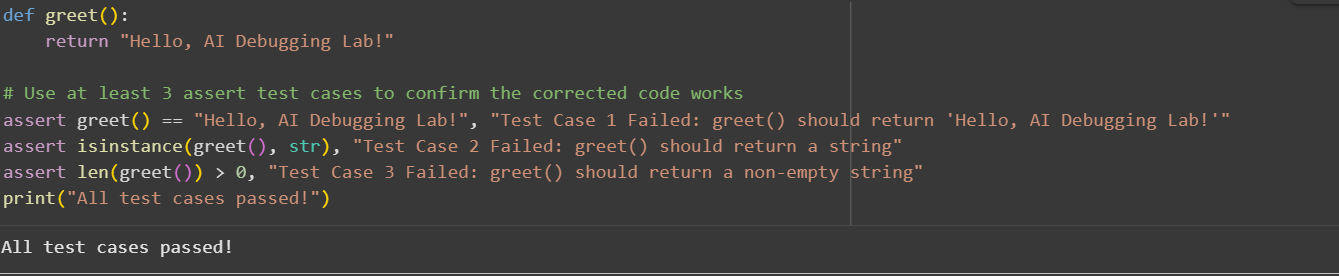 def greet():
    return "Hello, AI Debugging Lab!"
# Use at least 3 assert test cases to confirm the corrected code works
assert greet() == "Hello, AI Debugging Lab!", "Test Case 1 Failed: greet() should return 'Hello, AI Debugging Lab!'"
assert isinstance(greet(), str), "Test Case 2 Failed: greet() should return a string"
assert len(greet()) > 0, "Test Case 3 Failed: greet() should return a non-empty string"
print("All test cases passed!")
All test cases passed!